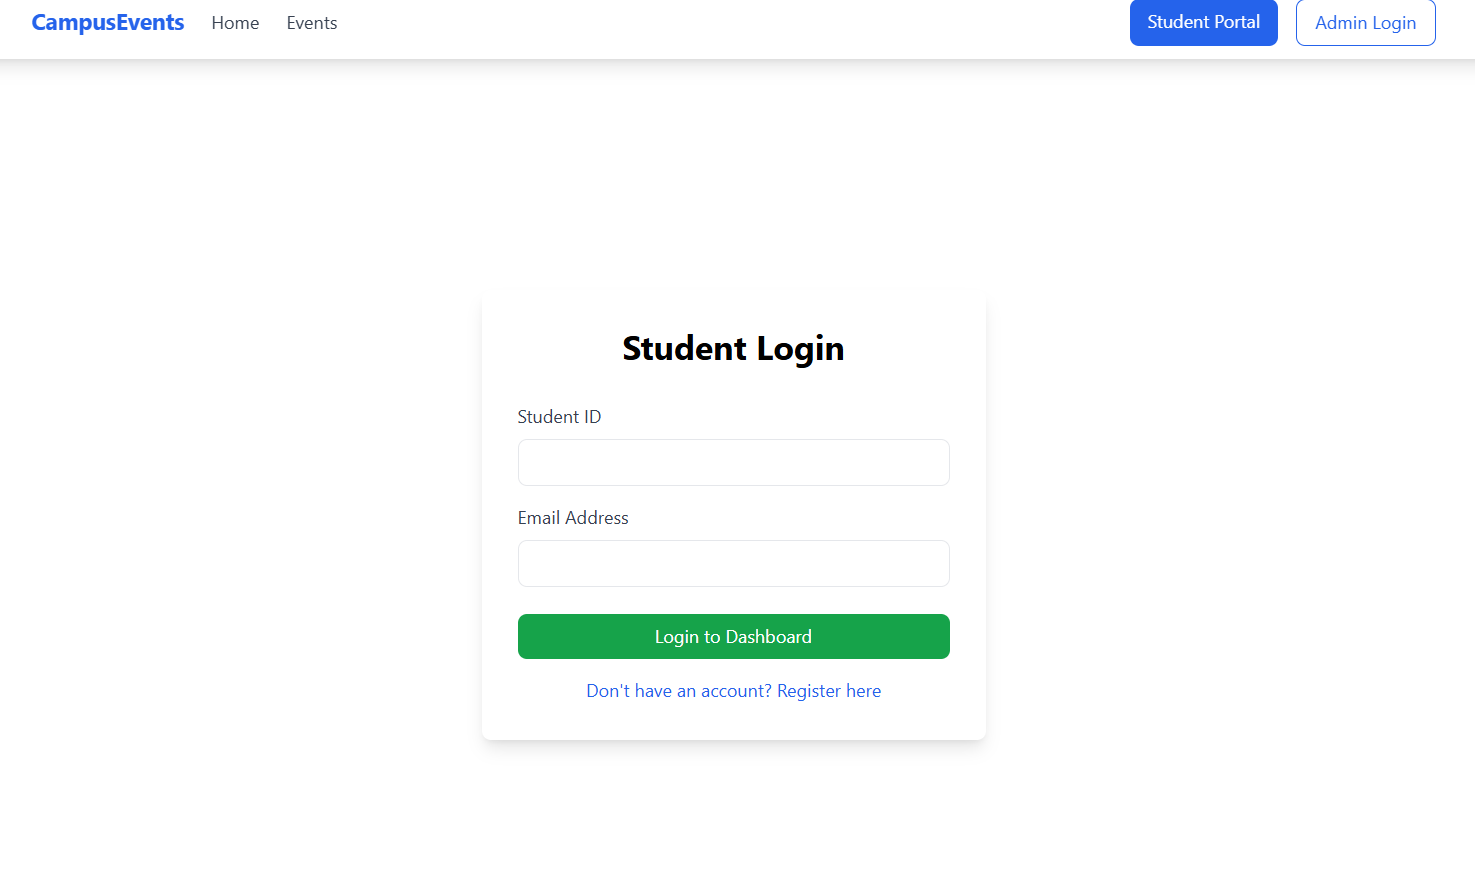 CampusEvents Home Events Student Portal Admin Login
Student Login
Student ID
Email Address
Login to Dashboard
Don't have an account? Register here